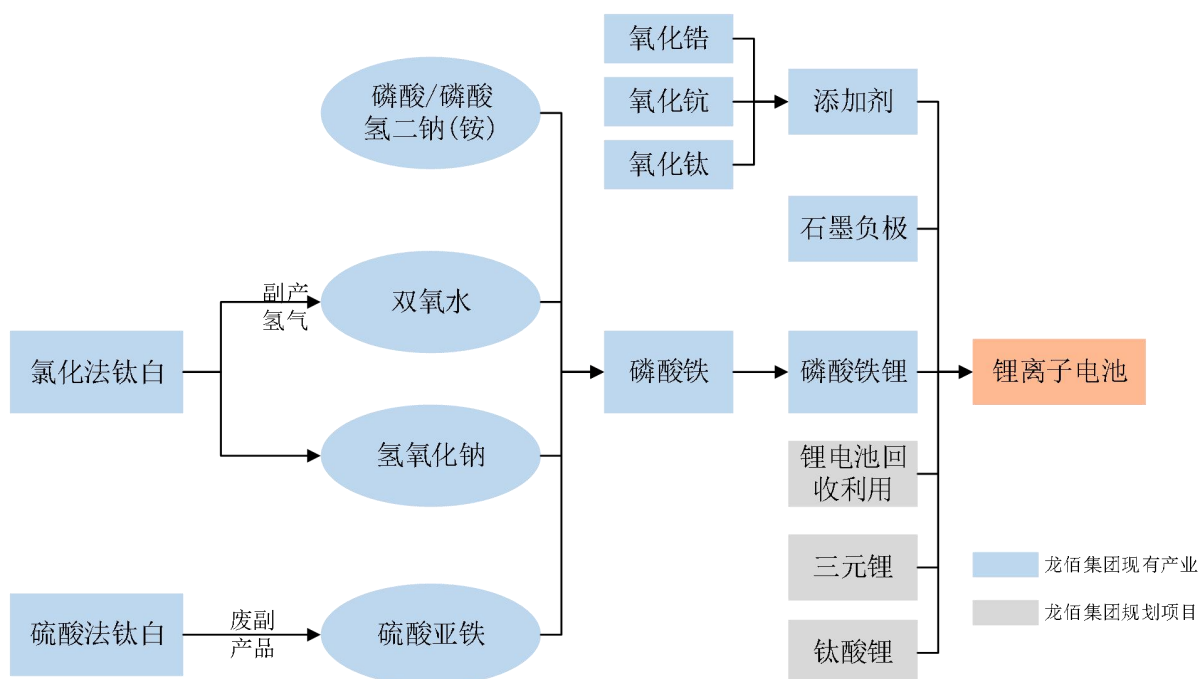 氧化锆
磷酸/磷酸
氢二钠(铵)
氧化钪
添加剂
氧化钛
石墨负极
副产
氢气
双氧水
氯化法钛白
磷酸铁
磷酸铁锂
锂离子电池
氢氧化钠
锂电池回
收利用
三元锂
龙佰集团现有产业
硫酸法钛白
废副
产品
硫酸亚铁
龙佰集团规划项目
钛酸锂